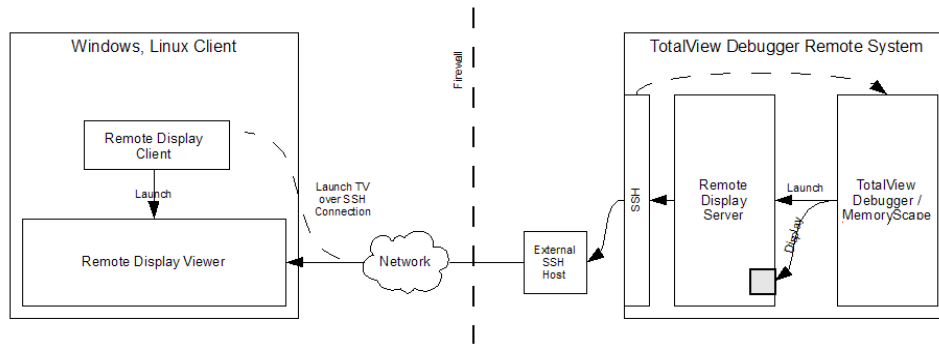 Windows, Linux Client
Remote Display
Client
Launch
Remote Display Viewer
Launch TV
over SSH
Connection
Network
Firewall
External
SSH
Host
TotalView Debugger Remote System
SSH
Remote
Display
Server
Launch
Display
TotalView
Debugger /
MemoryScape